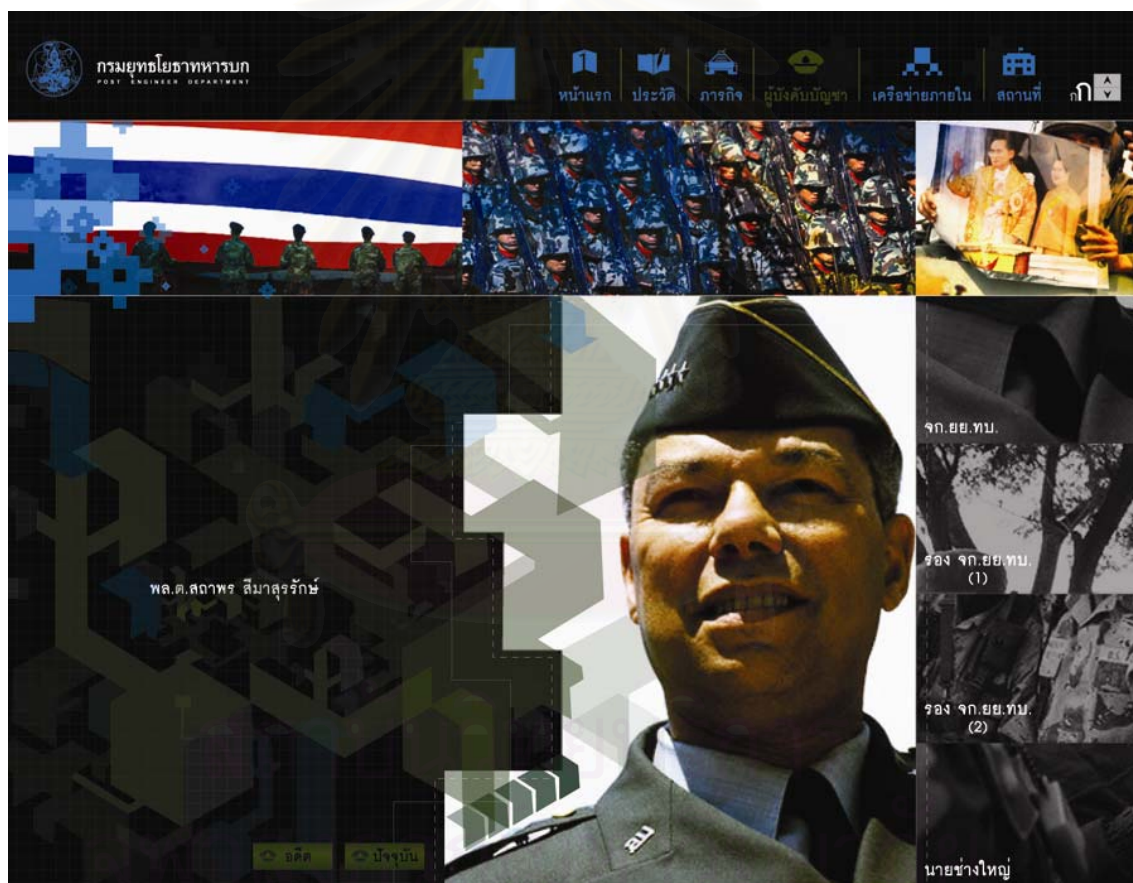 กรมยุทธโยธาทหารบก
POST ENGINEER DEPARTMENT
1
หน้าแรก
ประวัติ
ภารกิจ
ผู้บังคับบัญชา
เครือข่ายภายใน
สถานที่
กก
จก.ยย.ทบ.
รอง จก.ยย.ทบ.
(1)
พล.ต.สถาพร สีมาสุรรักษ์
รอง จก.ยย.ทบ.
(2)
อดีต
ปัจจุบัน
นายช่างใหญ่